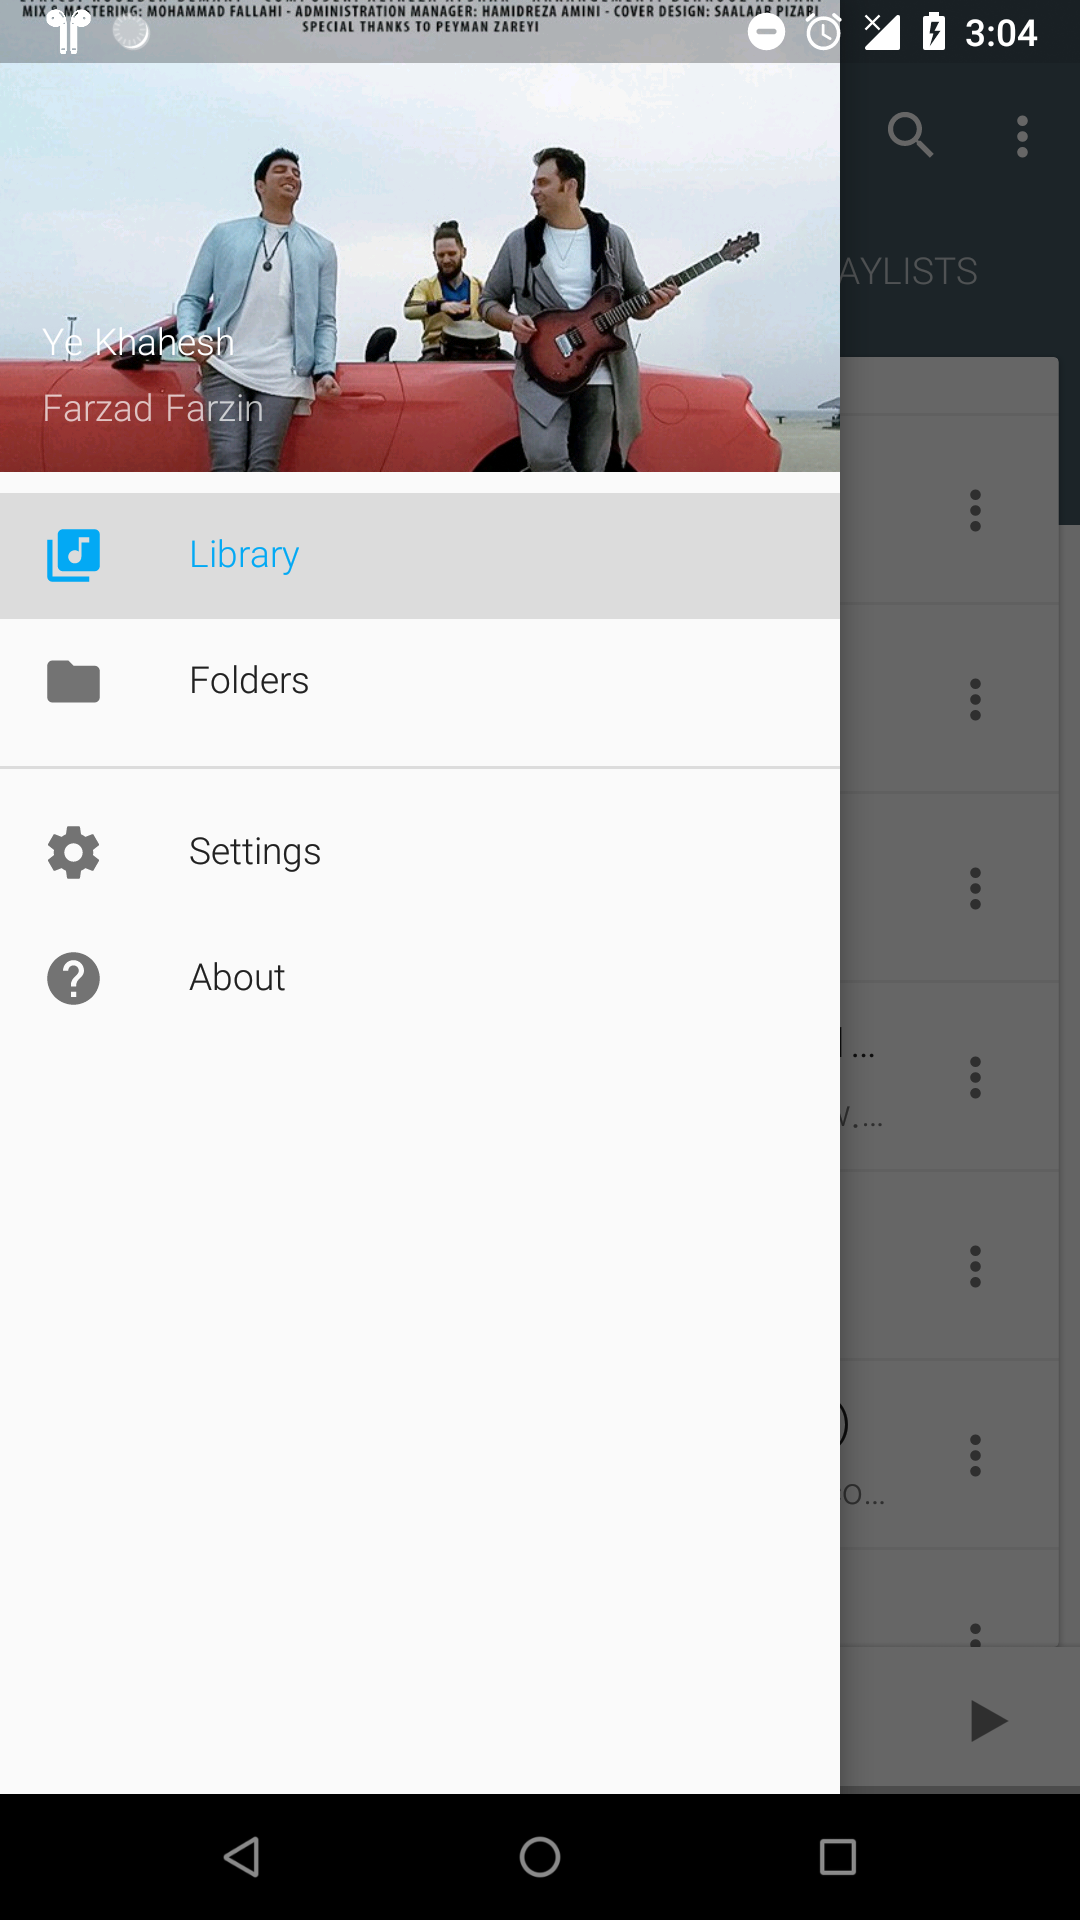 MIX & MASTERING: MOHAMMAD FALLAHI - ADMINISTRATION MANAGER: HAMIDREZA AMINI - COVER DESIGN: SAALAAR PIZARI
SPECIAL THANKS TO PEYMAN ZAREYI
3:04
AYLISTS
Ye Khahesh
Farzad Farzin
Library
Folders
Settings
About
...
...
)
o...